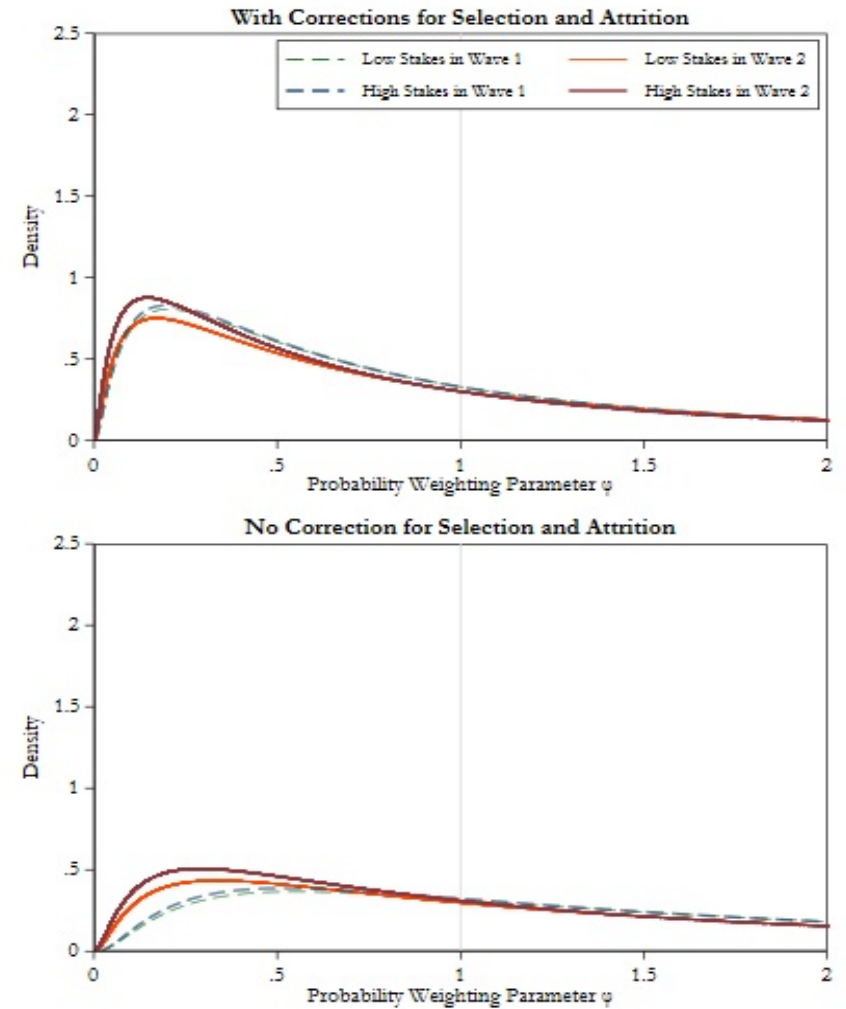 With Corrections for Selection and Attrition
2.5
Low Stakes in Wave 1 Low Stakes in Wave 2
High Stakes in Wave 1 High Stakes in Wave 2
2
1.5
Density
1
.5
0
0 .5 1 1.5 2
Probability Weighting Parameter φ
No Correction for Selection and Attrition
2.5
2
1.5
Density
1
.5
0
0 .5 1 1.5 2
Probability Weighting Parameter φ